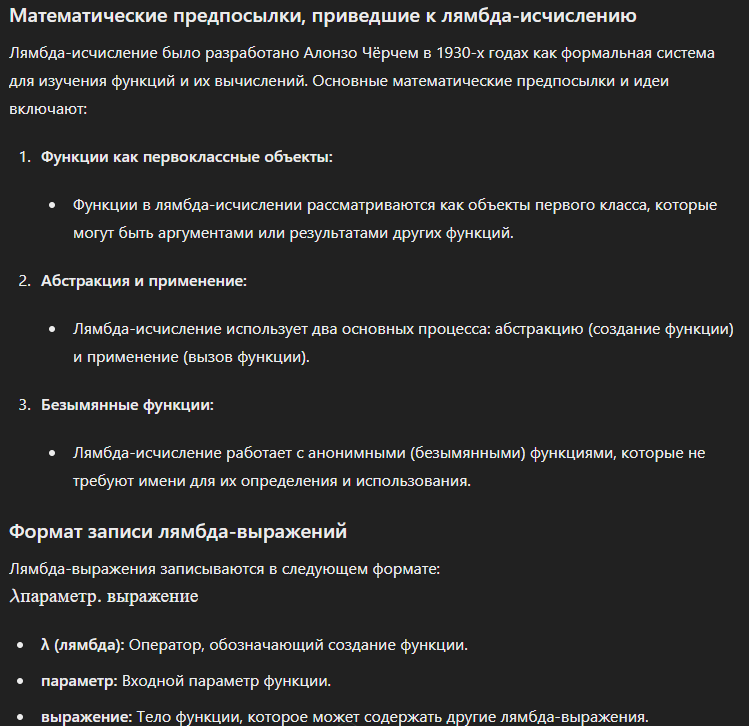 Математические предпосылки, приведшие к лямбда-исчислению
Лямбда-исчисление было разработано Алонзо Чёрчем в 1930-х годах как формальная система
для изучения функций и их вычислений. Основные математические предпосылки и идеи
включают:
1. Функции как первоклассные объекты:
• Функции в лямбда-исчислении рассматриваются как объекты первого класса, которые
могут быть аргументами или результатами других функций.
2. Абстракция и применение:
• Лямбда-исчисление использует два основных процесса: абстракцию (создание функции)
и применение (вызов функции).
3. Безымянные функции:
• Лямбда-исчисление работает с анонимными (безымянными) функциями, которые не
требуют имени для их определения и использования.
Формат записи лямбда-выражений
Лямбда-выражения записываются в следующем формате:
λпараметр. выражение
• λ (лямбда): Оператор, обозначающий создание функции.
• параметр: Входной параметр функции.
• выражение: Тело функции, которое может содержать другие лямбда-выражения.